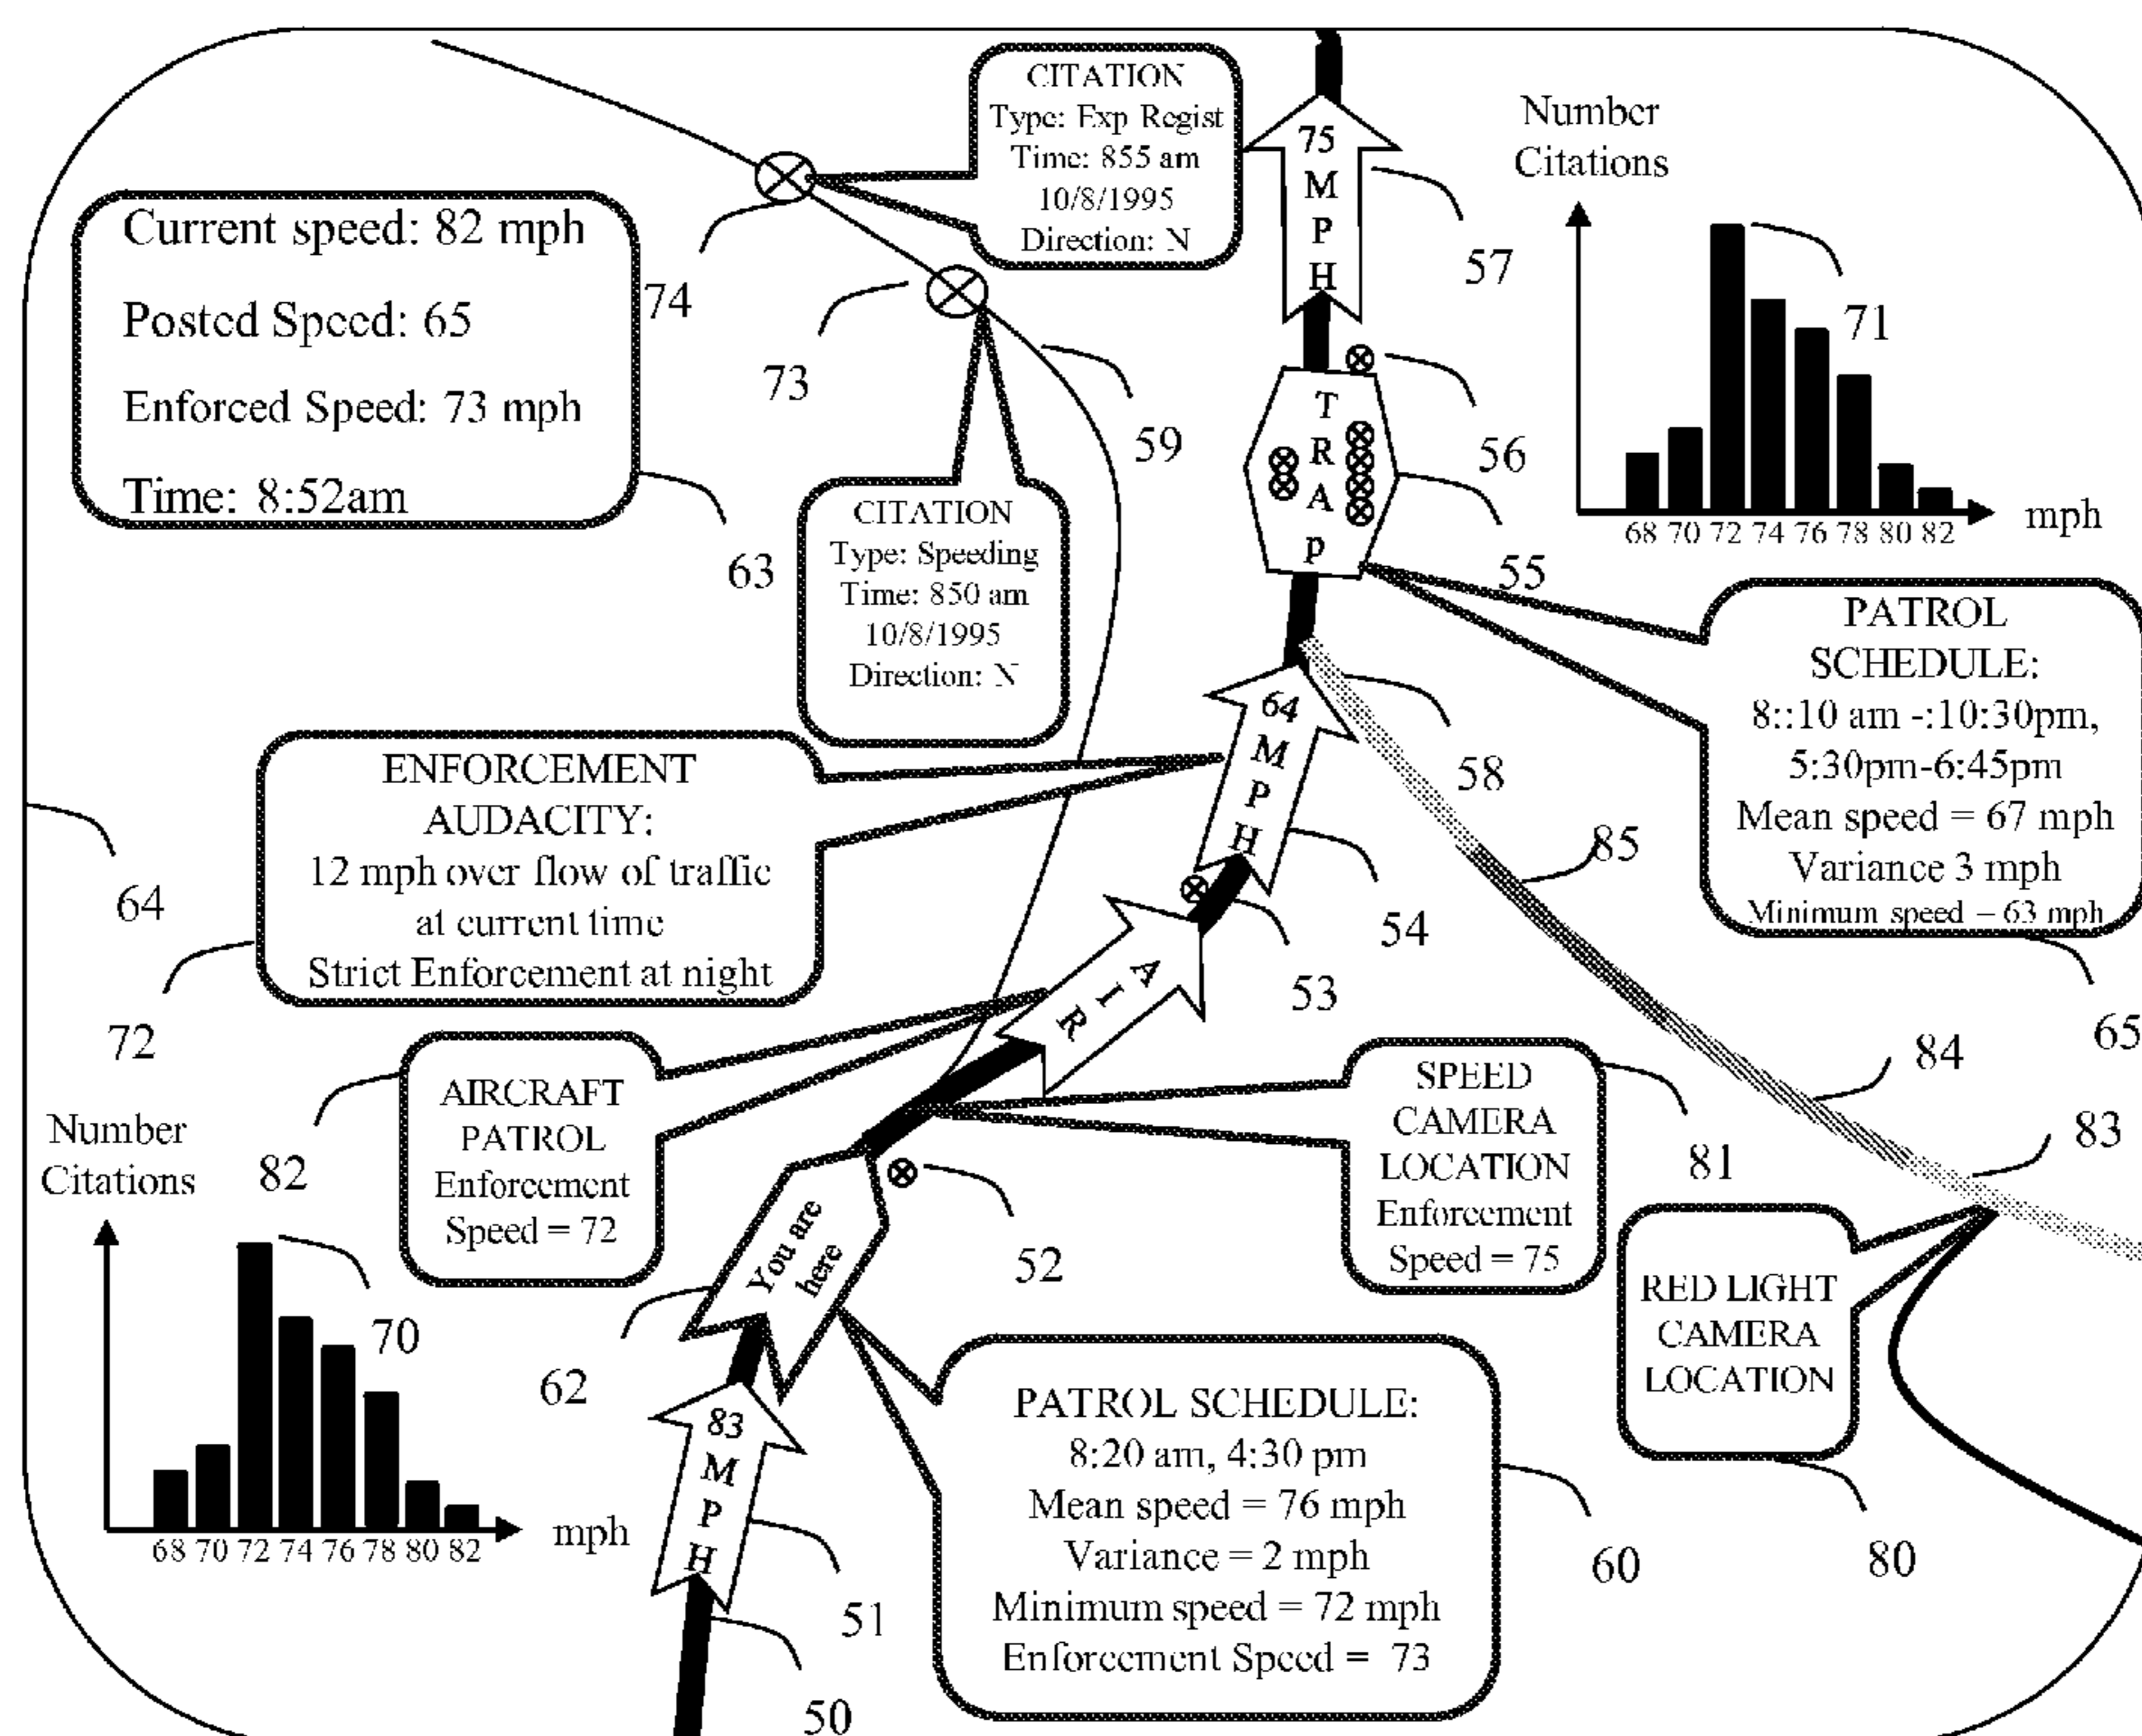 CITATION
Type: Exp Regist
Time: 855 am
10/8/1995
Direction: N
75
M
P
H
57
Number
Citations
71
68 70 72 74 76 78 80 82
mph
Current speed: 82 mph
Posted Speed: 65
Enforced Speed: 73 mph
Time: 8:52am
63
74
73
59
CITATION
Type: Speeding
Time: 850 am
10/8/1995
Direction: N
T
R
A
p
56
55
PATROL
SCHEDULE:
8::10 am -:10:30pm,
5:30pm-6:45pm
Mean speed = 67 mph
Variance 3 mph
Minimum speed – 63 mph
65
64
M
P
H
58
85
54
53
ENFORCEMENT
AUDACITY:
12 mph over flow of traffic
at current time
Strict Enforcement at night
64
72
A
I
R
AIRCRAFT
PATROL
Enforcement
Speed = 72
82
SPEED
CAMERA
LOCATION
Enforcement
Speed = 75
81
84
83
RED LIGHT
CAMERA
LOCATION
80
Number
Citations
70
68 70 72 74 76 78 80 82
mph
You are
here
52
62
83
M
P
H
51
50
PATROL SCHEDULE:
8:20 am, 4:30 pm
Mean speed = 76 mph
Variance = 2 mph
Minimum speed = 72 mph
Enforcement Speed = 73
60